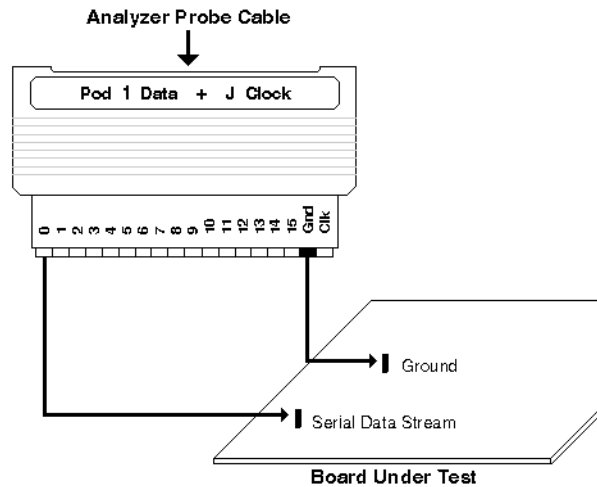 Analyzer Probe Cable
Pod 1 Data + J Clock
0 1 2 3 4 5 6 7 8 9 10 11 12 13 14 15 Gnd Clk
Ground
Serial Data Stream
Board Under Test